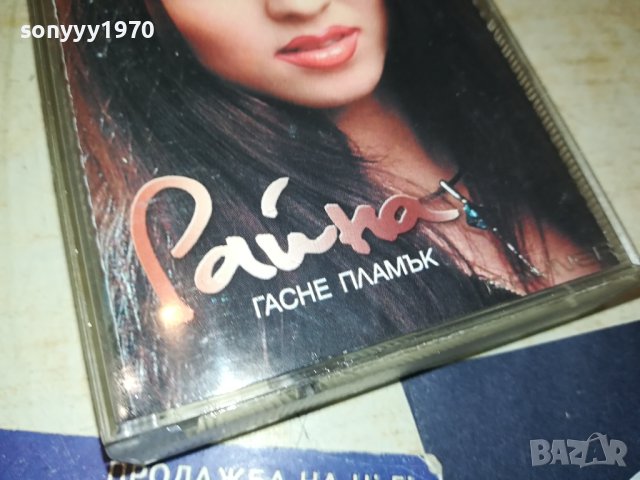 sonyyy1970
Райна
ГАСНЕ ПЛАМЪК
ПРОДАЖБА НА
BAZAR